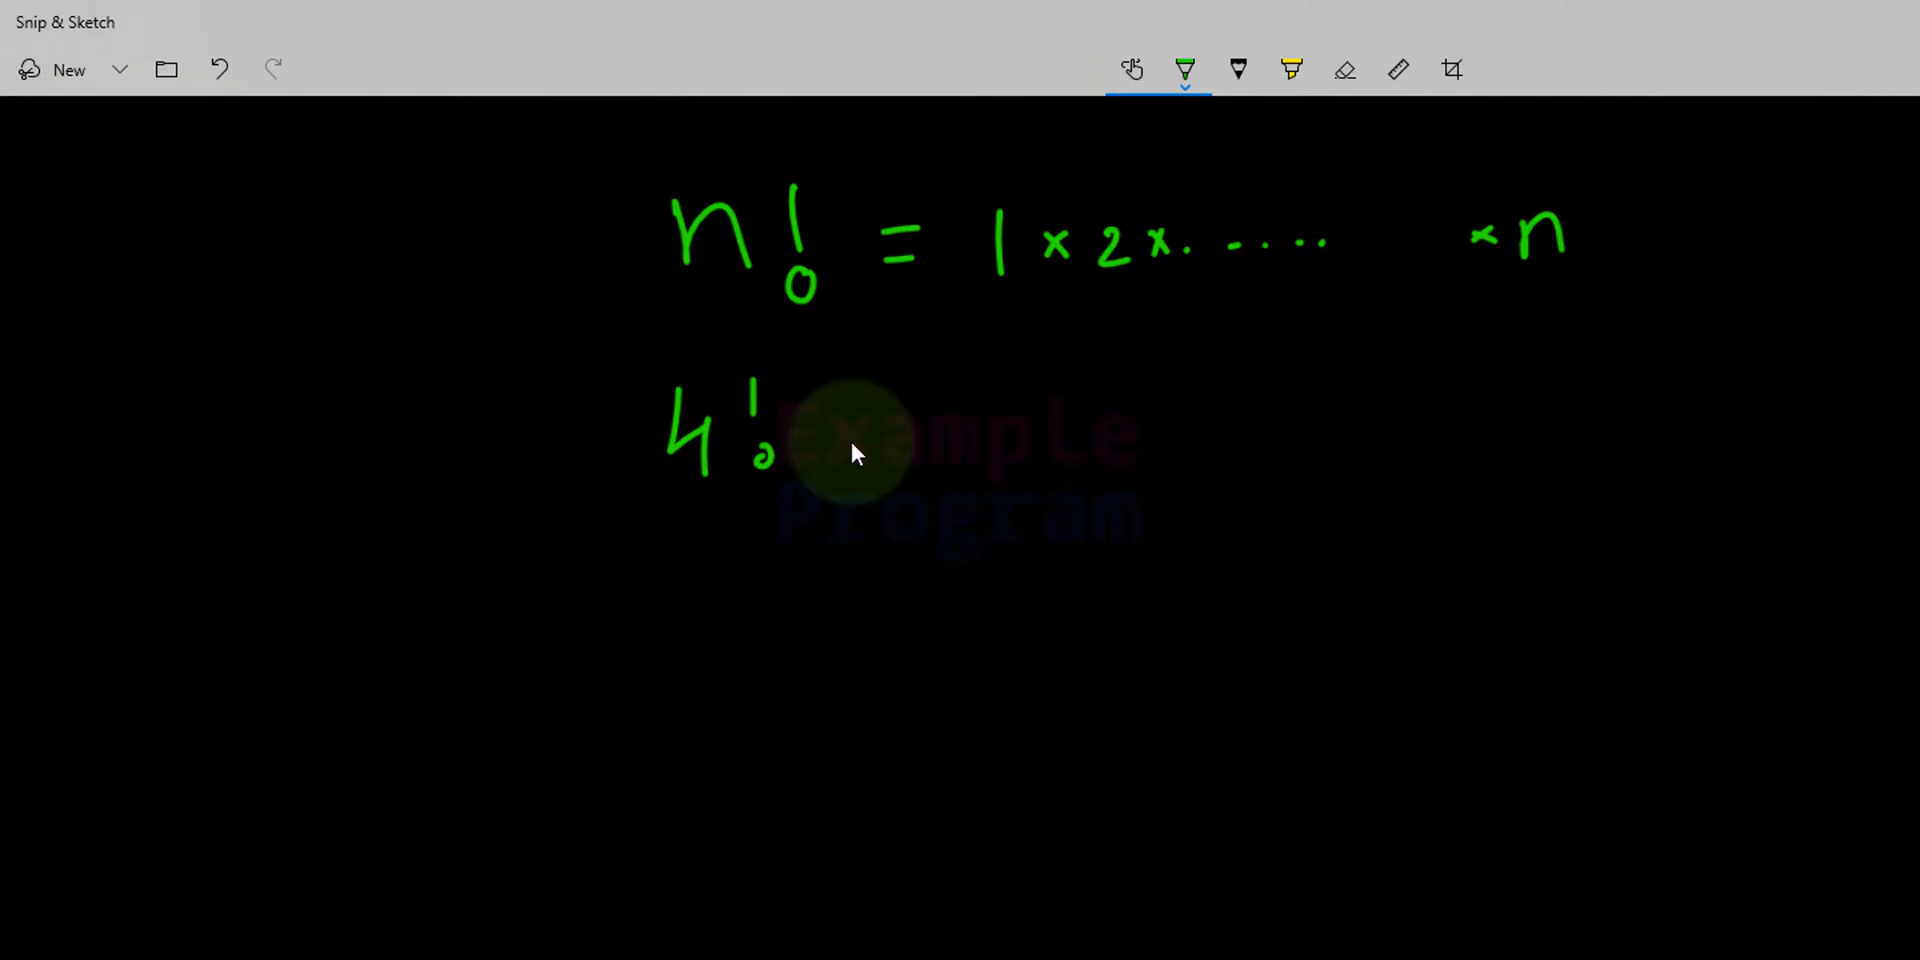 Snip & Sketch
New
n! = 1 × 2 × . - . . . . × n
4!
Example
Program